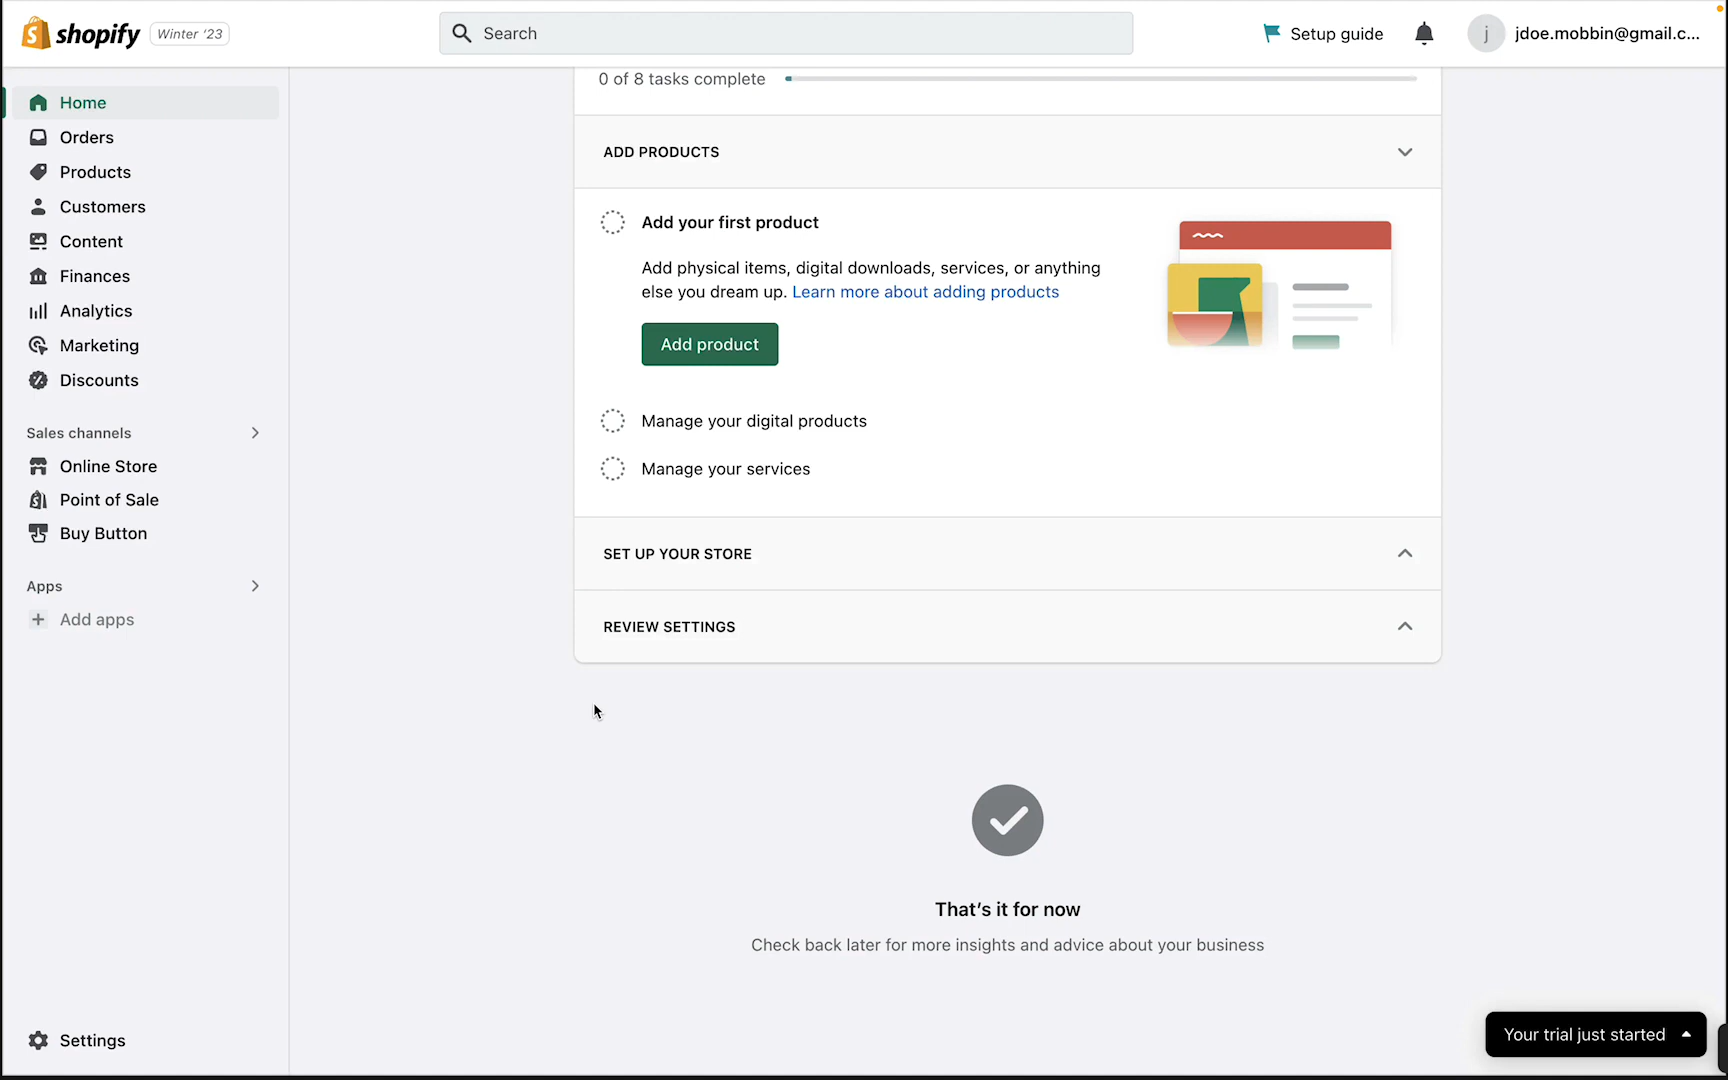 shopify Winter '23
Search
Setup guide
j
jdoe.mobbin@gmail.c...
Home
Orders
Products
Customers
Content
Finances
Analytics
Marketing
Discounts
Sales channels
Online Store
Point of Sale
Buy Button
Apps
Add apps
Settings
0 of 8 tasks complete
ADD PRODUCTS
Add your first product
Add physical items, digital downloads, services, or anything
else you dream up. Learn more about adding products
Add product
Manage your digital products
Manage your services
SET UP YOUR STORE
REVIEW SETTINGS
That's it for now
Check back later for more insights and advice about your business
Your trial just started